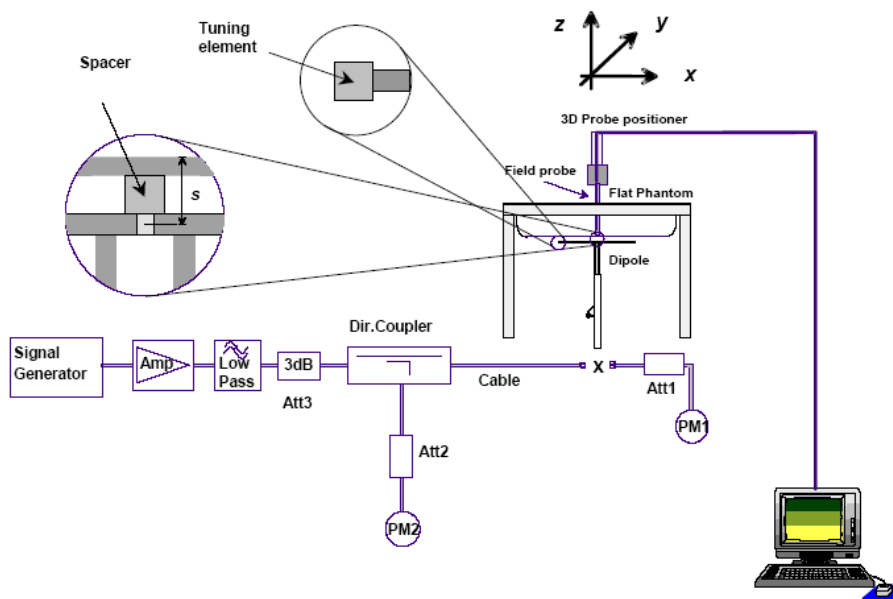 Tuning
element
Spacer
s
z
y
x
3D Probe positioner
Field probe
Flat Phantom
Dipole
Dir.Coupler
Signal
Generator
Amp
Low
Pass
3dB
Att3
Cable
X
Att1
PM1
Att2
PM2